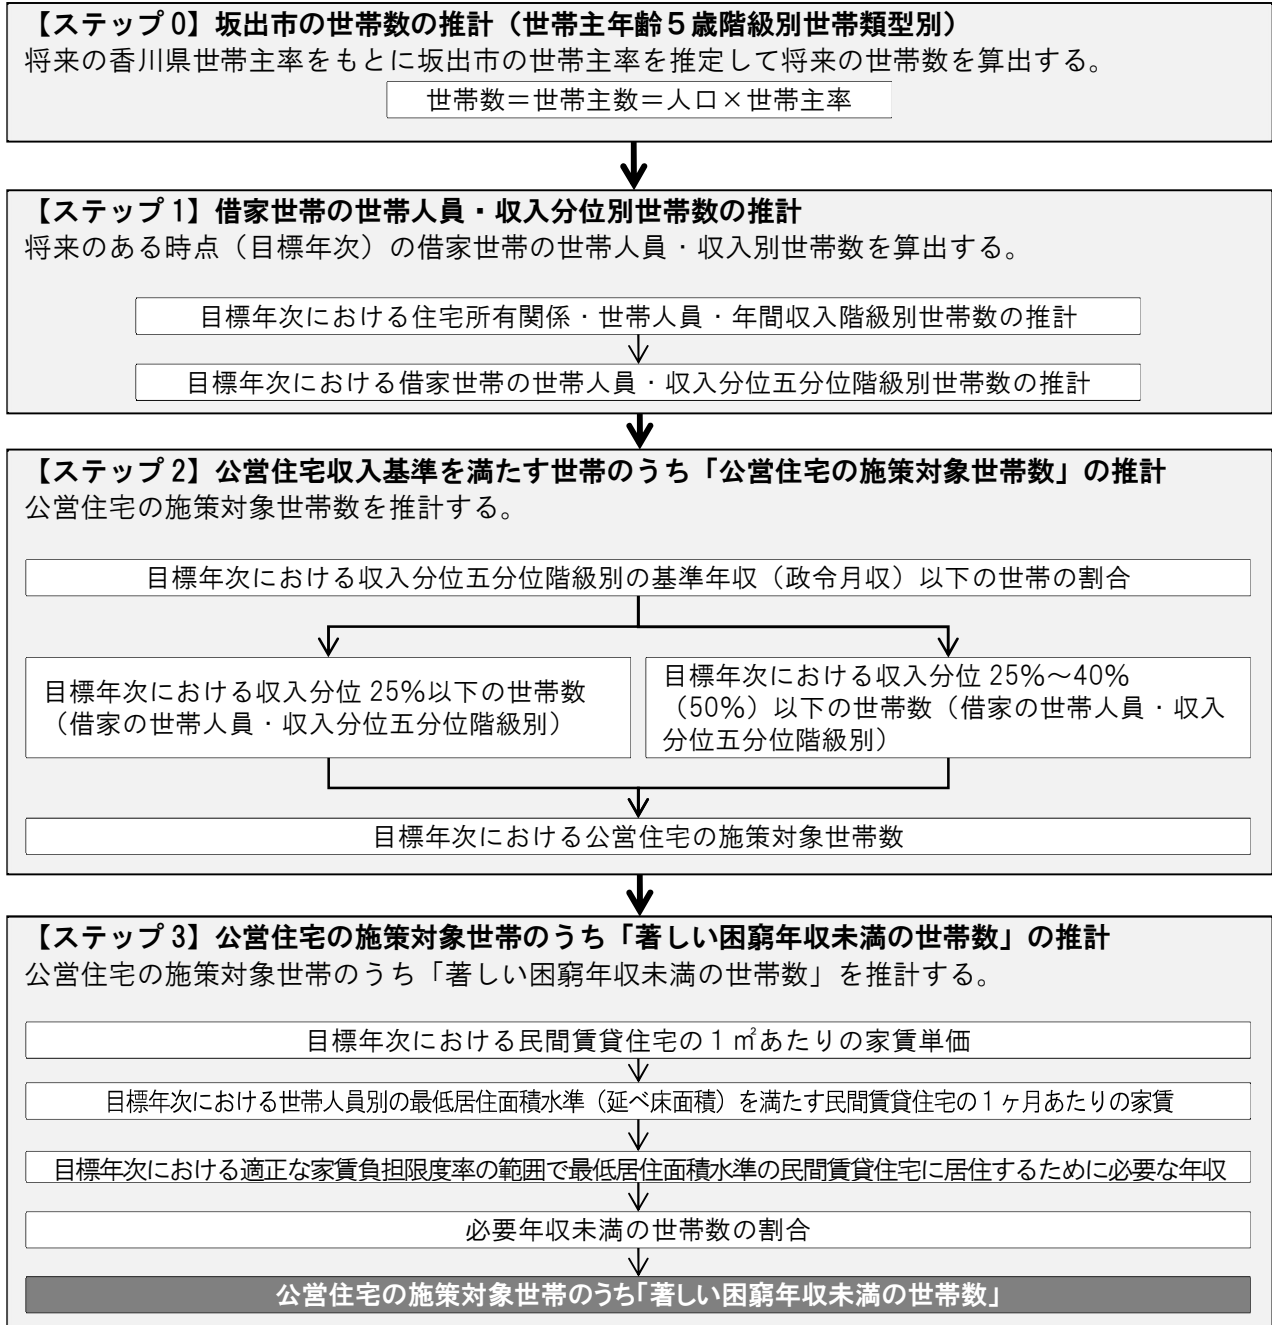 【ステップ0】坂出市の世帯数の推計（世帯主年齢５歳階級別世帯類型別）
将来の香川県世帯主率をもとに坂出市の世帯主率を推定して将来の世帯数を算出する。
世帯数＝世帯主数＝人口×世帯主率
【ステップ1】借家世帯の世帯人員・収入分位別世帯数の推計
将来のある時点（目標年次）の借家世帯の世帯人員・収入別世帯数を算出する。
目標年次における住宅所有関係・世帯人員・年間収入階級別世帯数の推計
目標年次における借家世帯の世帯人員・収入分位五分位階級別世帯数の推計
【ステップ2】公営住宅収入基準を満たす世帯のうち「公営住宅の施策対象世帯数」の推計
公営住宅の施策対象世帯数を推計する。
目標年次における収入分位五分位階級別の基準年収（政令月収）以下の世帯の割合
目標年次における収入分位 25％以下の世帯数
（借家の世帯人員・収入分位五分位階級別）
目標年次における収入分位 25％～40％
（50％）以下の世帯数（借家の世帯人員・収入
分位五分位階級別）
目標年次における公営住宅の施策対象世帯数
【ステップ3】公営住宅の施策対象世帯のうち「著しい困窮年収未満の世帯数」の推計
公営住宅の施策対象世帯のうち「著しい困窮年収未満の世帯数」を推計する。
目標年次における民間賃貸住宅の１㎡あたりの家賃単価
目標年次における世帯人員別の最低居住面積水準（延べ床面積）を満たす民間賃貸住宅の１ヶ月あたりの家賃
目標年次における適正な家賃負担限度率の範囲で最低居住面積水準の民間賃貸住宅に居住するために必要な年収
必要年収未満の世帯数の割合
公営住宅の施策対象世帯のうち「著しい困窮年収未満の世帯数」